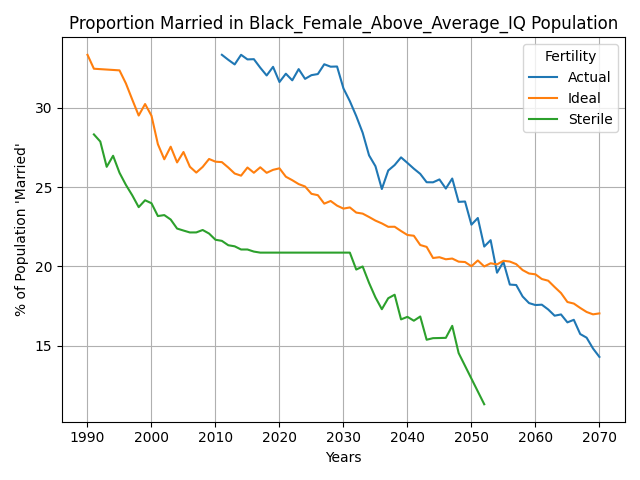 Proportion Married in Black_Female_Above_Average_IQ Population
% of Population 'Married'
30
25
20
15
Fertility
Actual
Ideal
Sterile
1990 2000 2010 2020 2030 2040 2050 2060 2070
Years